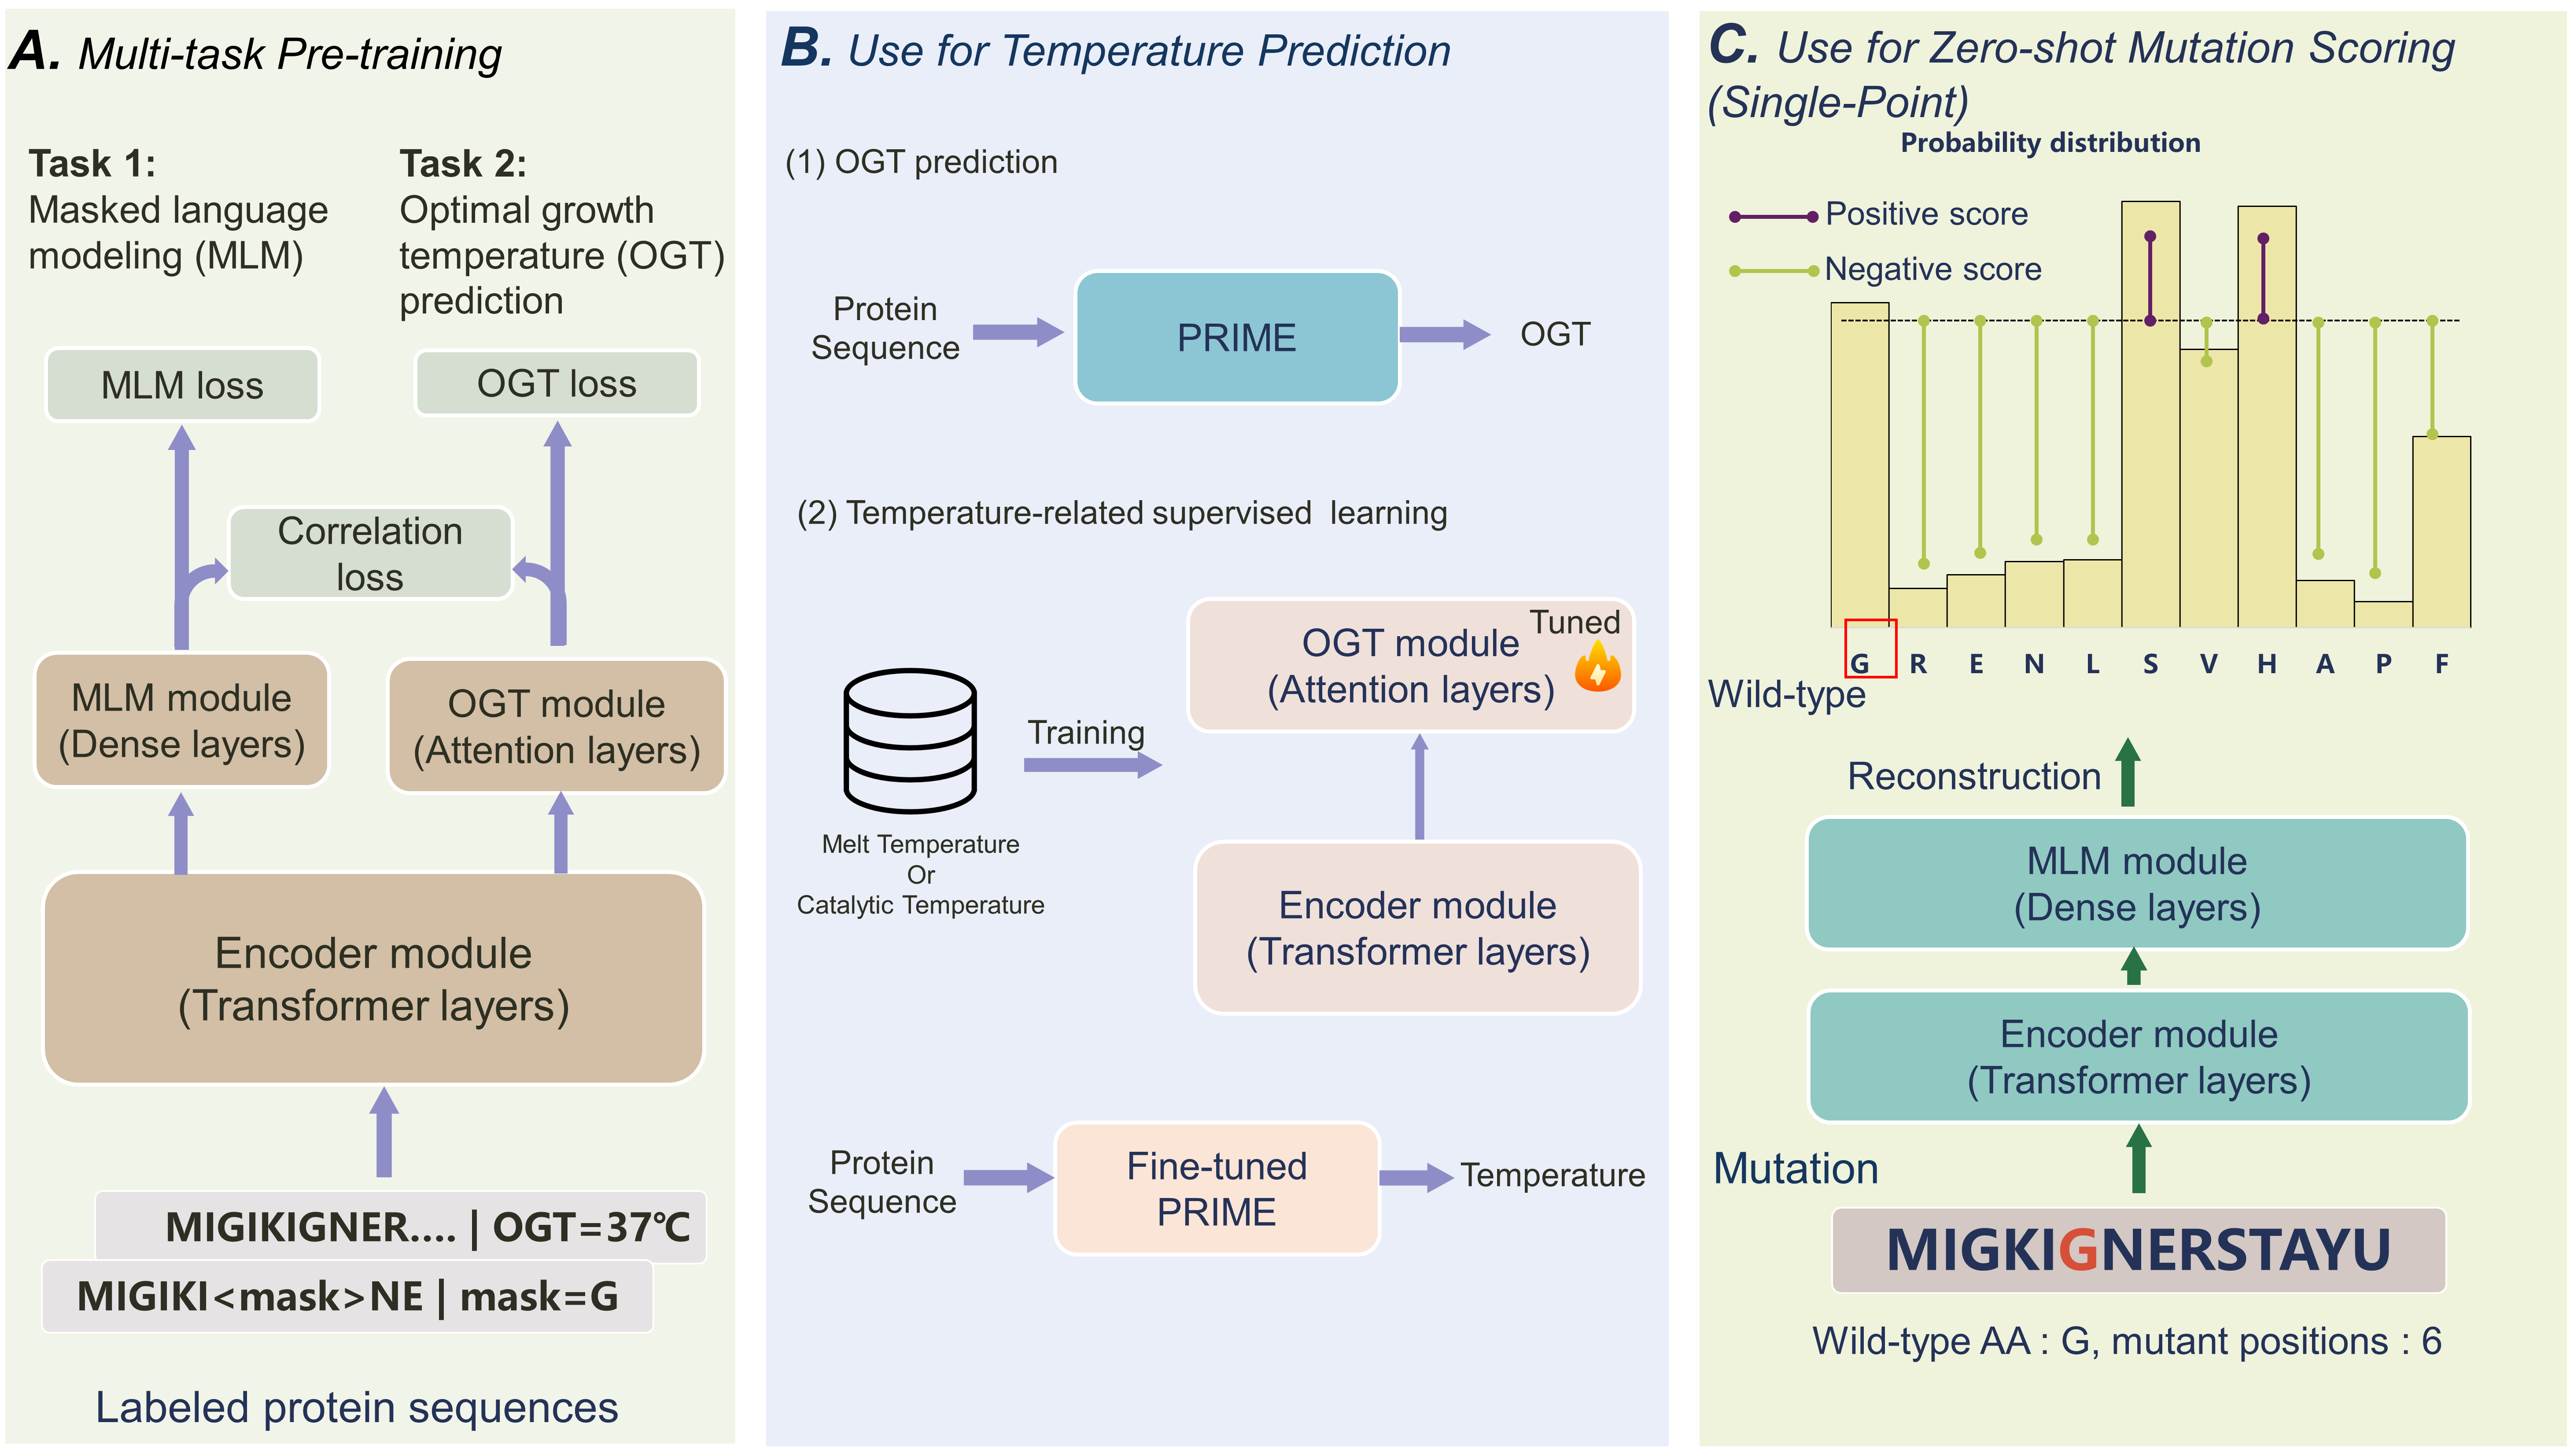 A. Multi-task Pre-training
Task 1:
Masked language
modeling (MLM)
Task 2:
Optimal growth
temperature (OGT)
prediction
MLM loss
OGT loss
Correlation
loss
MLM module
(Dense layers)
OGT module
(Attention layers)
Encoder module
(Transformer layers)
MIGIKIGNER.... | OGT=37℃
MIGIKI<mask>NE | mask=G
Labeled protein sequences
B. Use for Temperature Prediction
(1) OGT prediction
Protein
Sequence
PRIME
OGT
(2) Temperature-related supervised learning
Tuned
OGT module
(Attention layers)
Training
Melt Temperature
Or
Catalytic Temperature
Encoder module
(Transformer layers)
Protein
Sequence
Fine-tuned
PRIME
Temperature
C. Use for Zero-shot Mutation Scoring
(Single-Point)
Probability distribution
Positive score
Negative score
G R E N L S V H A P F
Wild-type
Reconstruction
MLM module
(Dense layers)
Encoder module
(Transformer layers)
Mutation
MIGKIGNERSTAYU
Wild-type AA : G, mutant positions : 6